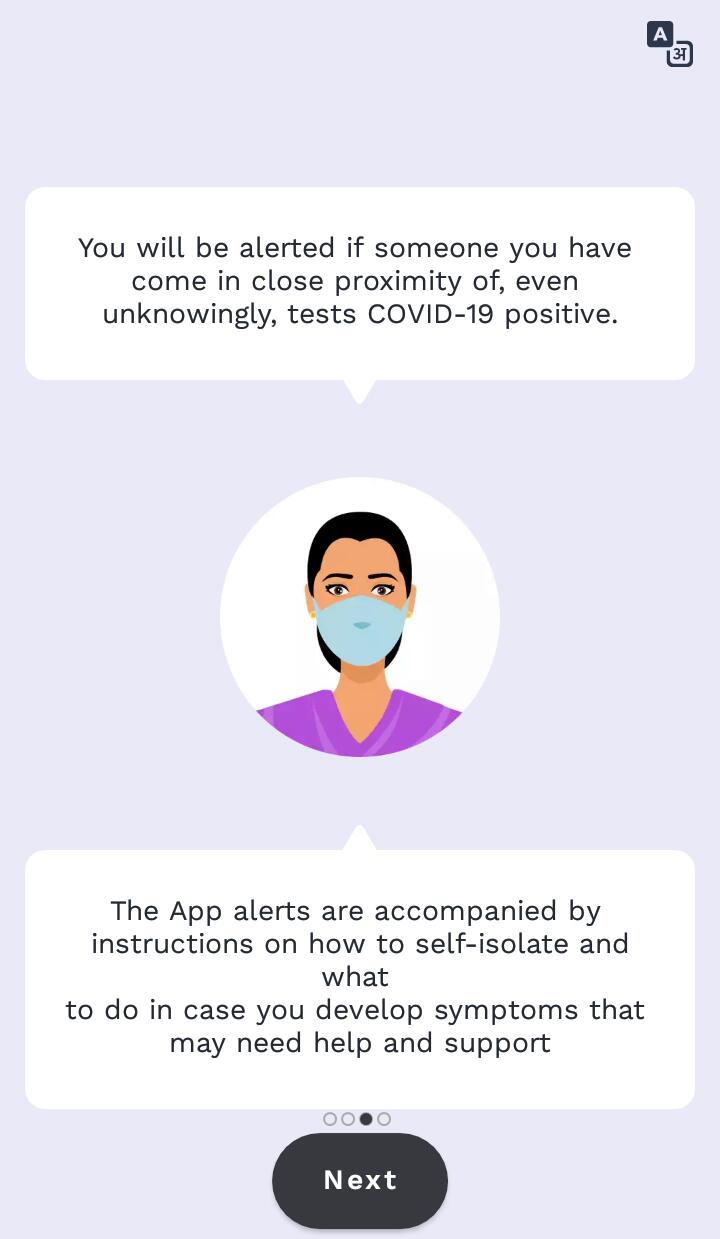 A
अ
You will be alerted if someone you have
come in close proximity of, even
unknowingly, tests COVID-19 positive.
The App alerts are accompanied by
instructions on how to self-isolate and
what
to do in case you develop symptoms that
may need help and support
Next